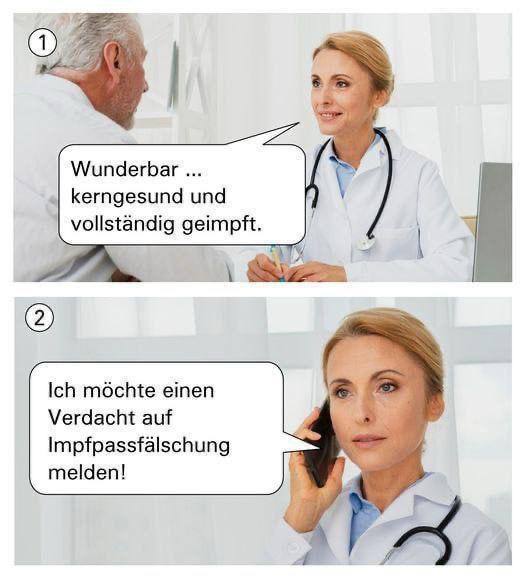 1
Wunderbar ...
kerngesund und
vollständig geimpft.
2
Ich möchte einen
Verdacht auf
Impfpassfälschung
melden!